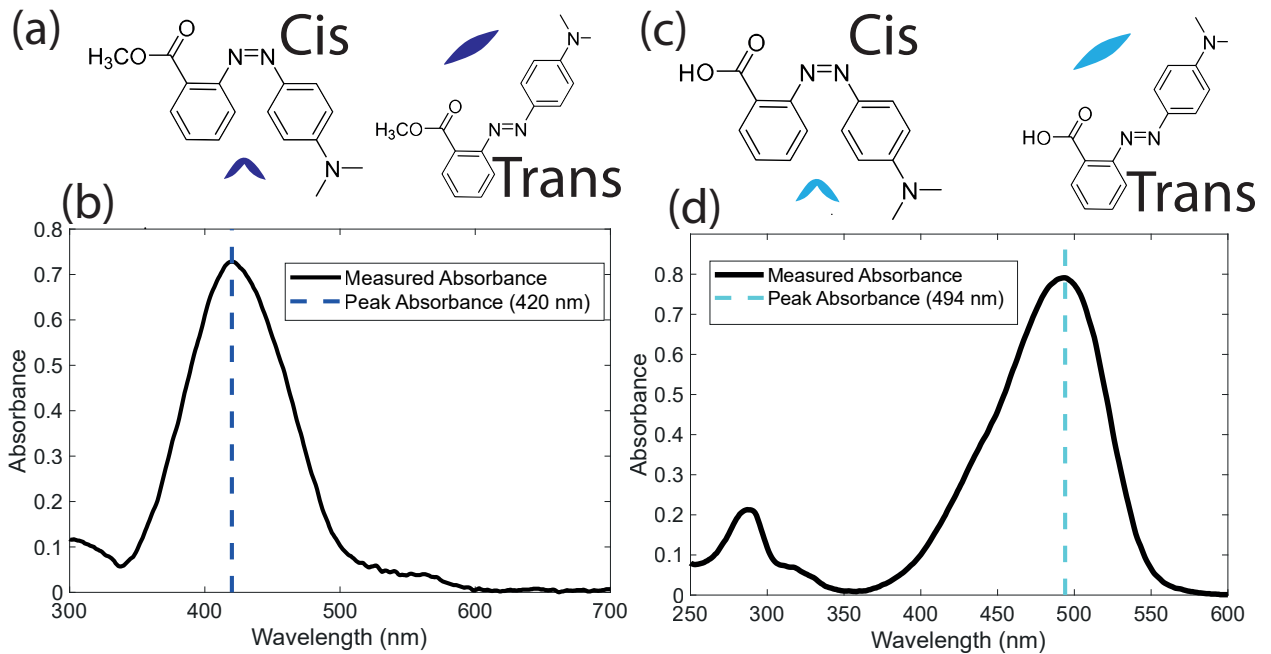 (a)
Cis
O
H₃CO
N=N
N
N
O
H₃CO
N=N
Trans
(b)
0.8
0.7
0.6
0.5
0.4
0.3
0.2
0.1
0
Absorbance
Measured Absorbance
Peak Absorbance (420 nm)
300 400 500 600 700
Wavelength (nm)
(c)
Cis
O
HO
N=N
N
N
O
HO
N=N
Trans
(d)
0.8
0.7
0.6
0.5
0.4
0.3
0.2
0.1
0
Absorbance
Measured Absorbance
Peak Absorbance (494 nm)
250 300 350 400 450 500 550 600
Wavelength (nm)